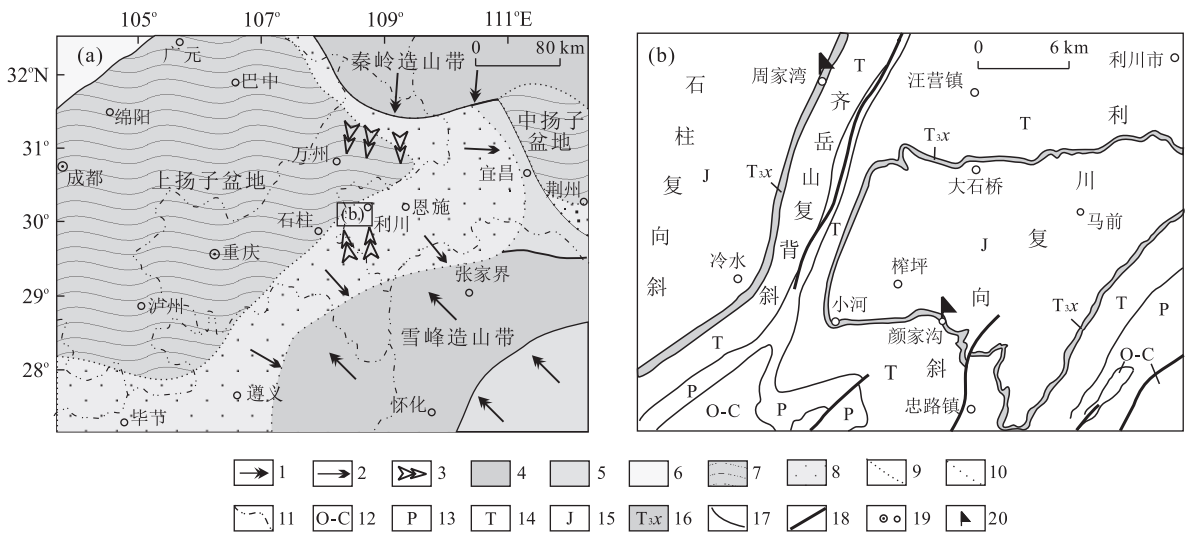 105° 107° 109° 111°E
(a)
广元
0 80 km
秦岭造山带
32°N
巴中
绵阳
中扬子
盆地
31°
万州
宜昌
成都
上扬子盆地
荆州
30°
石柱
(b)
利川
恩施
重庆
张家界
29°
泸州
雪峰造山带
28°
遵义
怀化
毕节
(b)
周家湾
T
0 6 km
利川市
石柱复向斜
齐岳山复背斜
汪营镇
T
利川复向斜
T₃x
T₃x
J
大石桥
马前
T
J
冷水
榨坪
小河
颜家沟
T₃x
T
P
T
T
O-C
P
O-C
P
P
忠路镇
1 2 3 4 5 6 7 8 9 10
11 O-C 12 P 13 T 14 J 15 T₃x 16 17 18 19 20